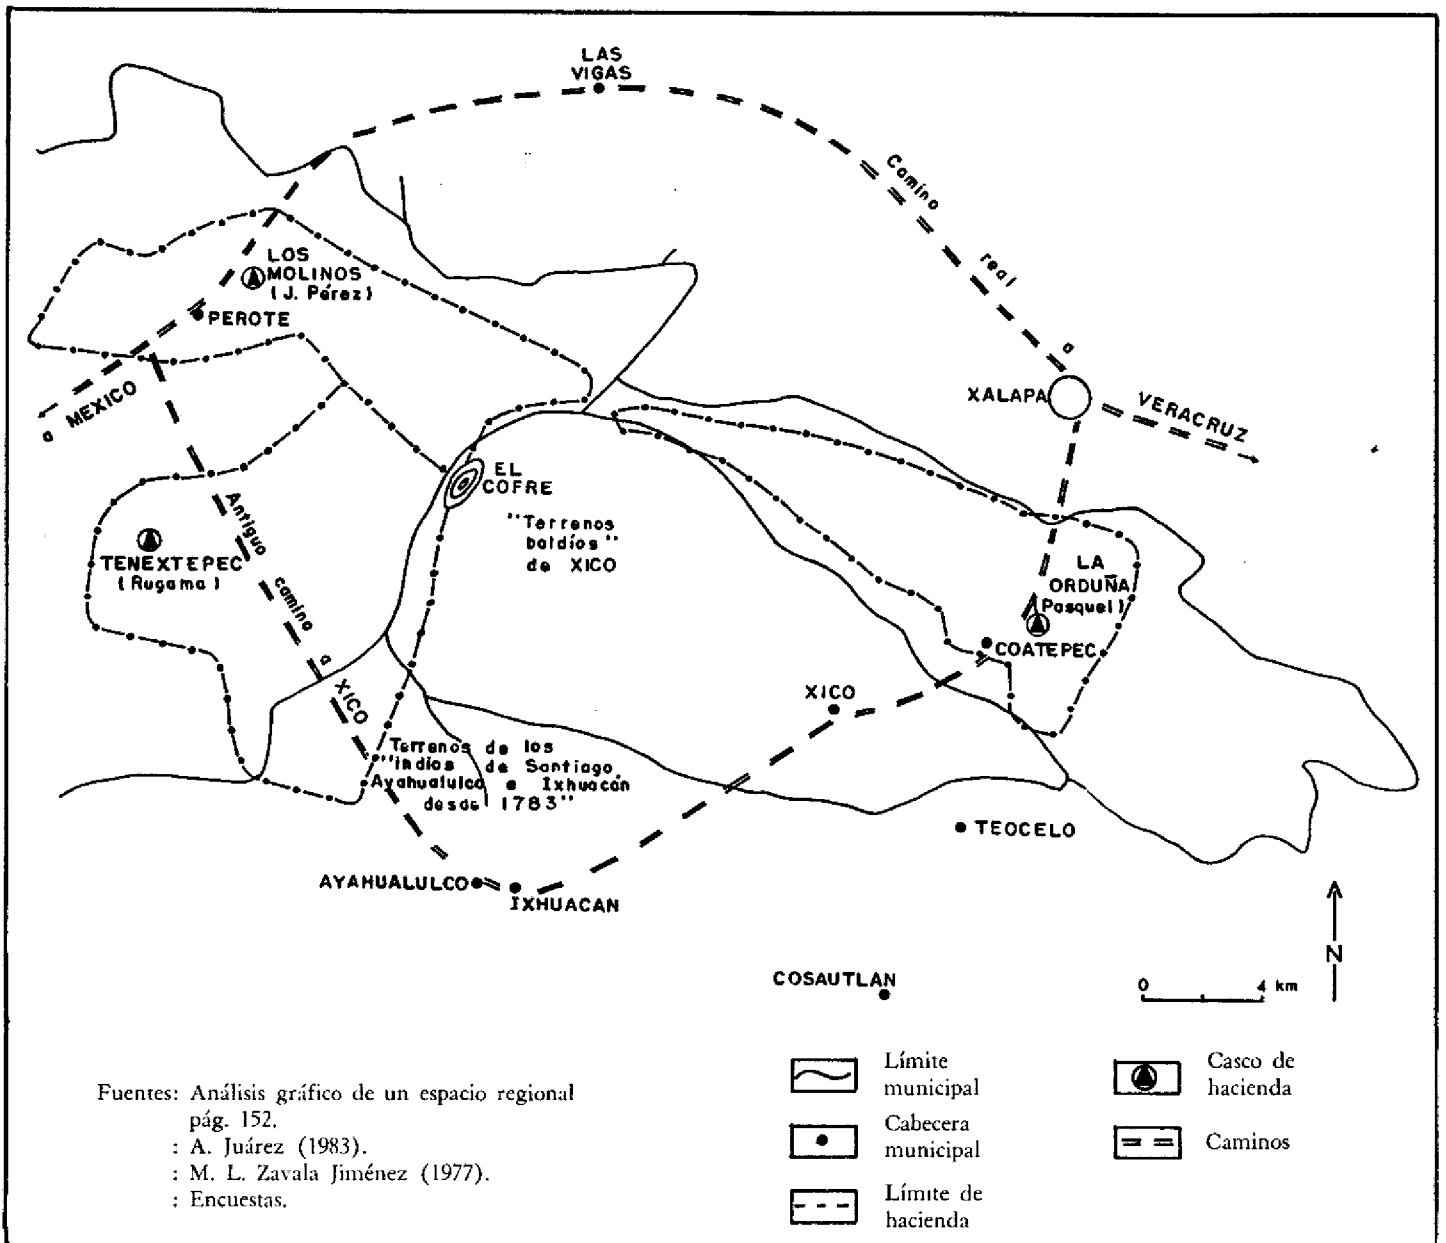 LAS
VIGAS
Camino
real
a
LOS
MOLINOS
(J. Pérez)
PEROTE
a MEXICO
XALAPA
VERACRUZ
EL
COFRE
"Terrenos
baldíos"
de XICO
TENEXTEPEC
(Rugama)
Antiguo camino a XICO
LA
ORDUÑA
Pasquel)
COATEPEC
XICO
Terrenos de los
"indios de Santiago,
Ayahualulco e Ixhuacán
desde 1783"
TEOCELO
AYAHUALULCO
IXHUACAN
COSAUTLAN
N
0 4 km
Límite
municipal
Cabecera
municipal
Límite de
hacienda
Casco de
hacienda
Caminos
Fuentes: Análisis gráfico de un espacio regional
pág. 152.
: A. Juárez (1983).
: M. L. Zavala Jiménez (1977).
: Encuestas.